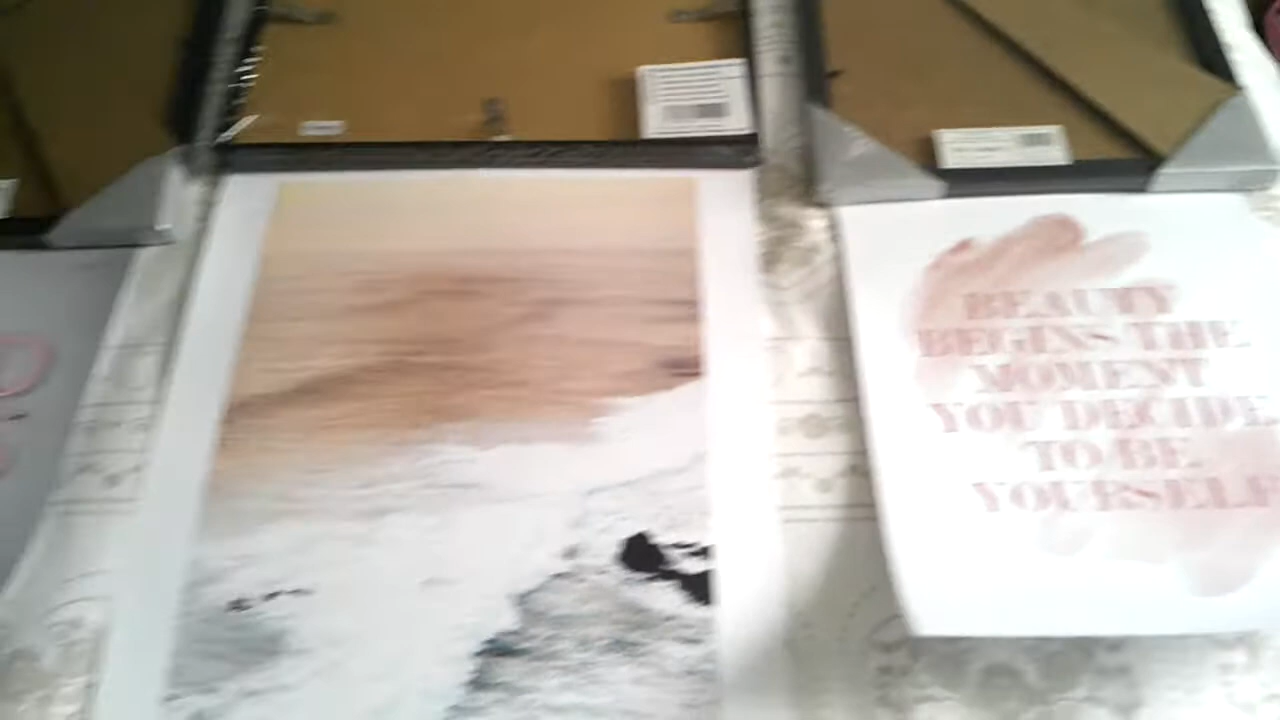 BEAUTY
BEGINS THE
MOMENT
YOU DECIDE
TO BE
YOURSELF